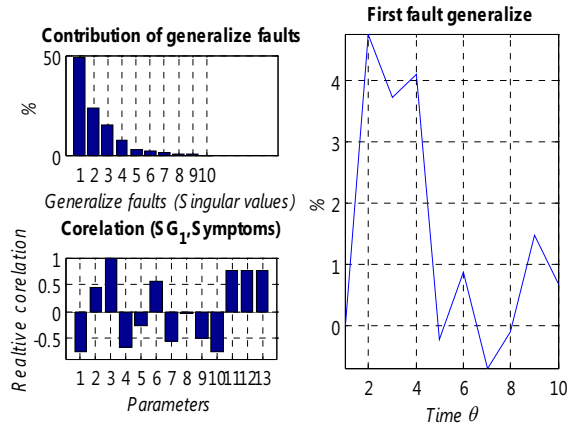 Contribution of generalize faults
50
%
0
1 2 3 4 5 6 7 8 9 10
Generalize faults (Singular values)
Corelation (SG1,Symptoms)
Realtive corelation
1
0.5
0
-0.5
1 2 3 4 5 6 7 8 9 10 11 12 13
Parameters
First fault generalize
%
4
3
2
1
0
2 4 6 8 10
Time θ